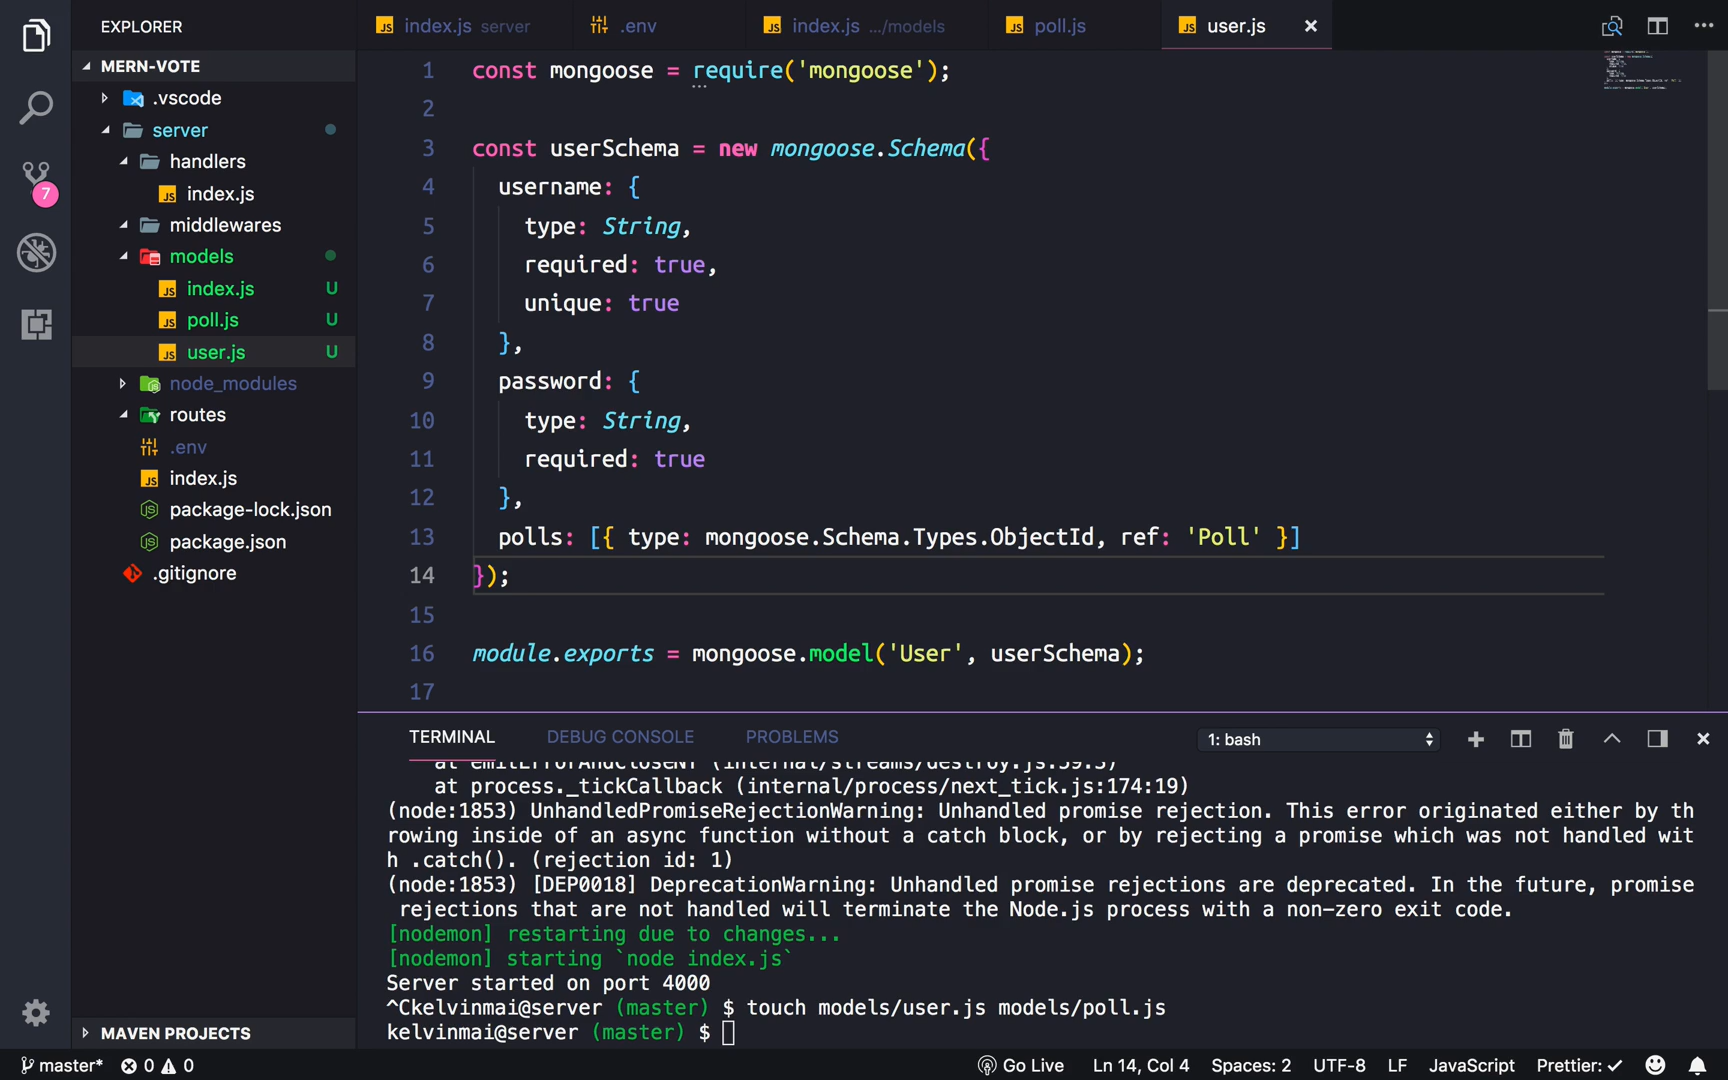 EXPLORER
MERN-VOTE
.vscode
server
handlers
index.js
middlewares
models
index.js U
poll.js U
user.js U
node_modules
routes
.env
index.js
package-lock.json
package.json
.gitignore
MAVEN PROJECTS
7
index.js server
.env
index.js .../models
poll.js
user.js
1 const mongoose = require('mongoose');
2
3 const userSchema = new mongoose.Schema({
4 username: {
5 type: String,
6 required: true,
7 unique: true
8 },
9 password: {
10 type: String,
11 required: true
12 },
13 polls: [{ type: mongoose.Schema.Types.ObjectId, ref: 'Poll' }]
14 });
15
16 module.exports = mongoose.model('User', userSchema);
17
TERMINAL DEBUG CONSOLE PROBLEMS 1: bash
at emitErrorAndCloseNT (internal/streams/destroy.js:59:3)
at process._tickCallback (internal/process/next_tick.js:174:19)
(node:1853) UnhandledPromiseRejectionWarning: Unhandled promise rejection. This error originated either by th
rowing inside of an async function without a catch block, or by rejecting a promise which was not handled wit
h .catch(). (rejection id: 1)
(node:1853) [DEP0018] DeprecationWarning: Unhandled promise rejections are deprecated. In the future, promise
rejections that are not handled will terminate the Node.js process with a non-zero exit code.
[nodemon] restarting due to changes...
[nodemon] starting `node index.js`
Server started on port 4000
^Ckelvinmai@server (master) $ touch models/user.js models/poll.js
kelvinmai@server (master) $
master* 0 0 Go Live Ln 14, Col 4 Spaces: 2 UTF-8 LF JavaScript Prettier: ✓